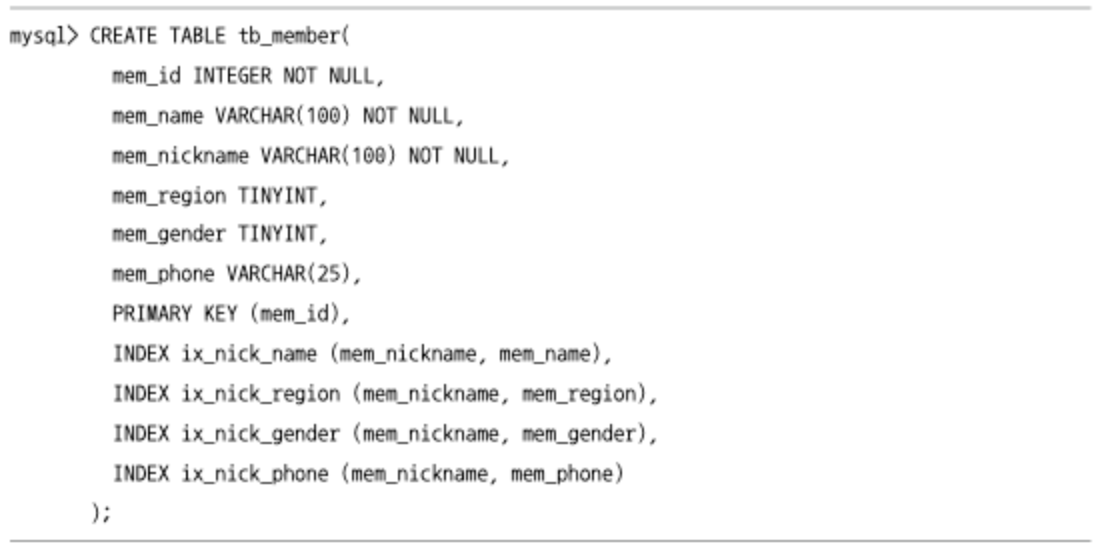 mysql> CREATE TABLE tb_member(
mem_id INTEGER NOT NULL,
mem_name VARCHAR(100) NOT NULL,
mem_nickname VARCHAR(100) NOT NULL,
mem_region TINYINT,
mem_gender TINYINT,
mem_phone VARCHAR(25),
PRIMARY KEY (mem_id),
INDEX ix_nick_name (mem_nickname, mem_name),
INDEX ix_nick_region (mem_nickname, mem_region),
INDEX ix_nick_gender (mem_nickname, mem_gender),
INDEX ix_nick_phone (mem_nickname, mem_phone)
);